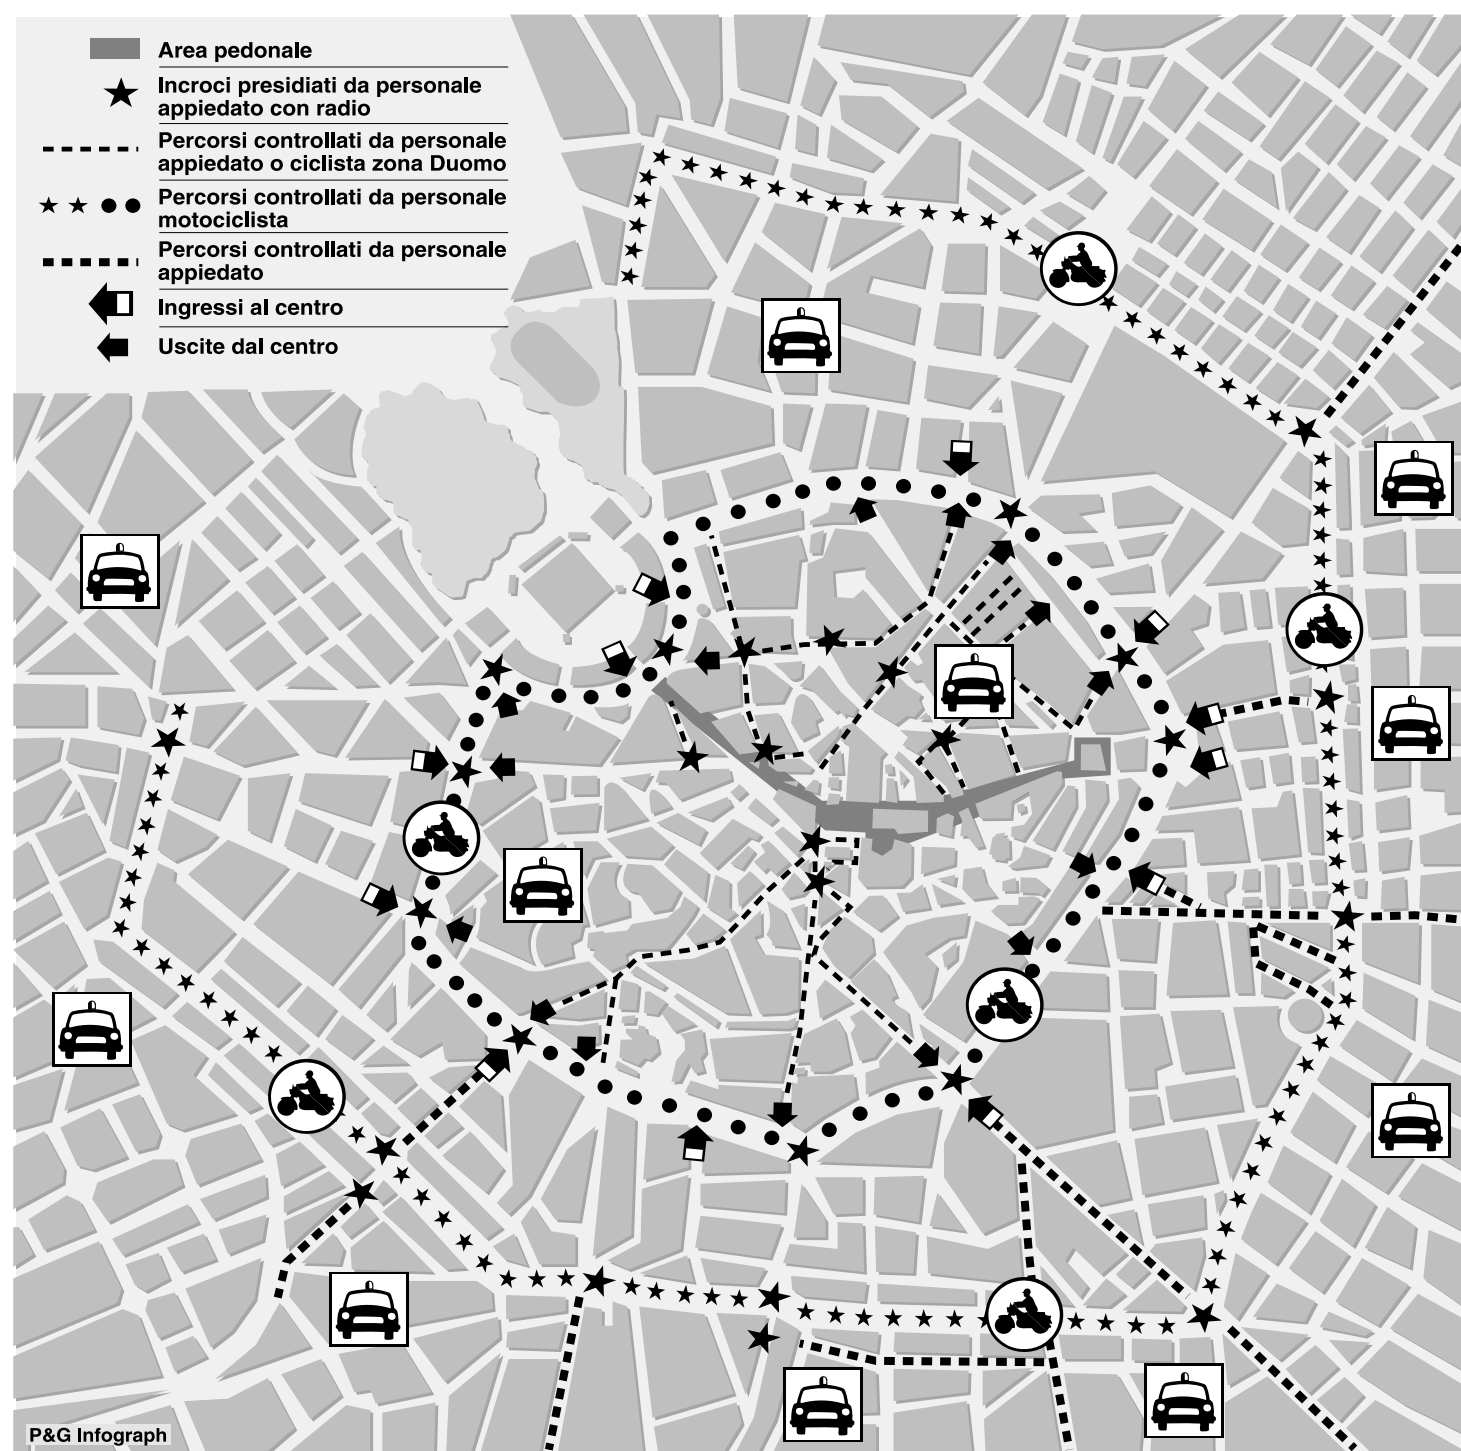 Area pedonale
Incroci presidiati da personale
appiedato con radio
Percorsi controllati da personale
appiedato o ciclista zona Duomo
Percorsi controllati da personale
motociclista
Percorsi controllati da personale
appiedato
Ingressi al centro
Uscite dal centro
P&G Infograph